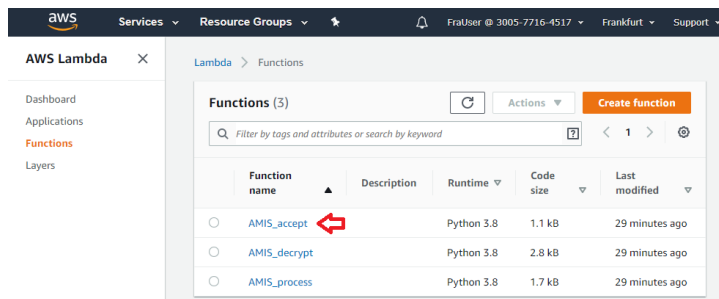 aws Services Resource Groups FraUser @ 3005-7716-4517 Frankfurt Support
AWS Lambda
Lambda > Functions
Dashboard
Applications
Functions
Layers
Functions (3) Actions Create function
Filter by tags and attributes or search by keyword ? < 1 >
Function name Description Runtime Code size Last modified
AMIS_accept Python 3.8 1.1 kB 29 minutes ago
AMIS_decrypt Python 3.8 2.8 kB 29 minutes ago
AMIS_process Python 3.8 1.7 kB 29 minutes ago